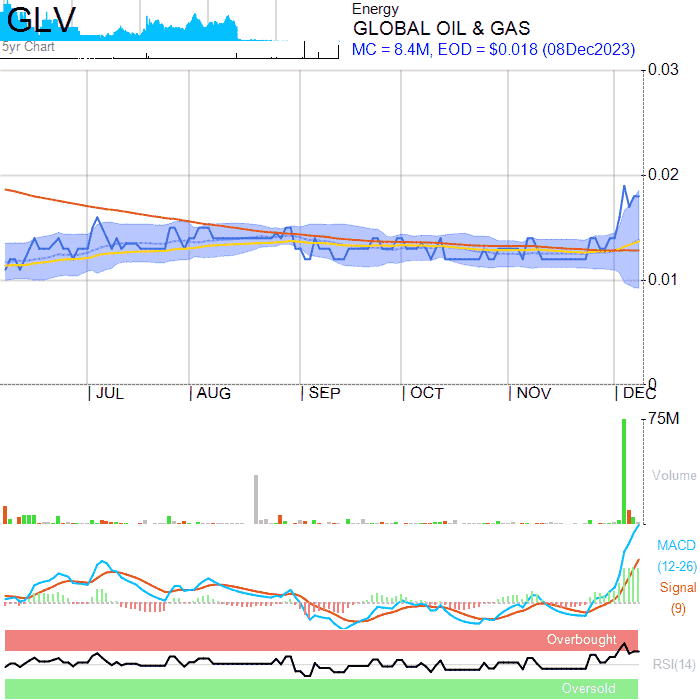 GLV
5yr Chart
Energy
GLOBAL OIL & GAS
MC = 8.4M, EOD = $0.018 (08Dec2023)
0.03
0.02
0.01
0
JUL AUG SEP OCT NOV DEC
75M
Volume
MACD
(12-26)
Signal
(9)
Overbought
RSI(14)
Oversold